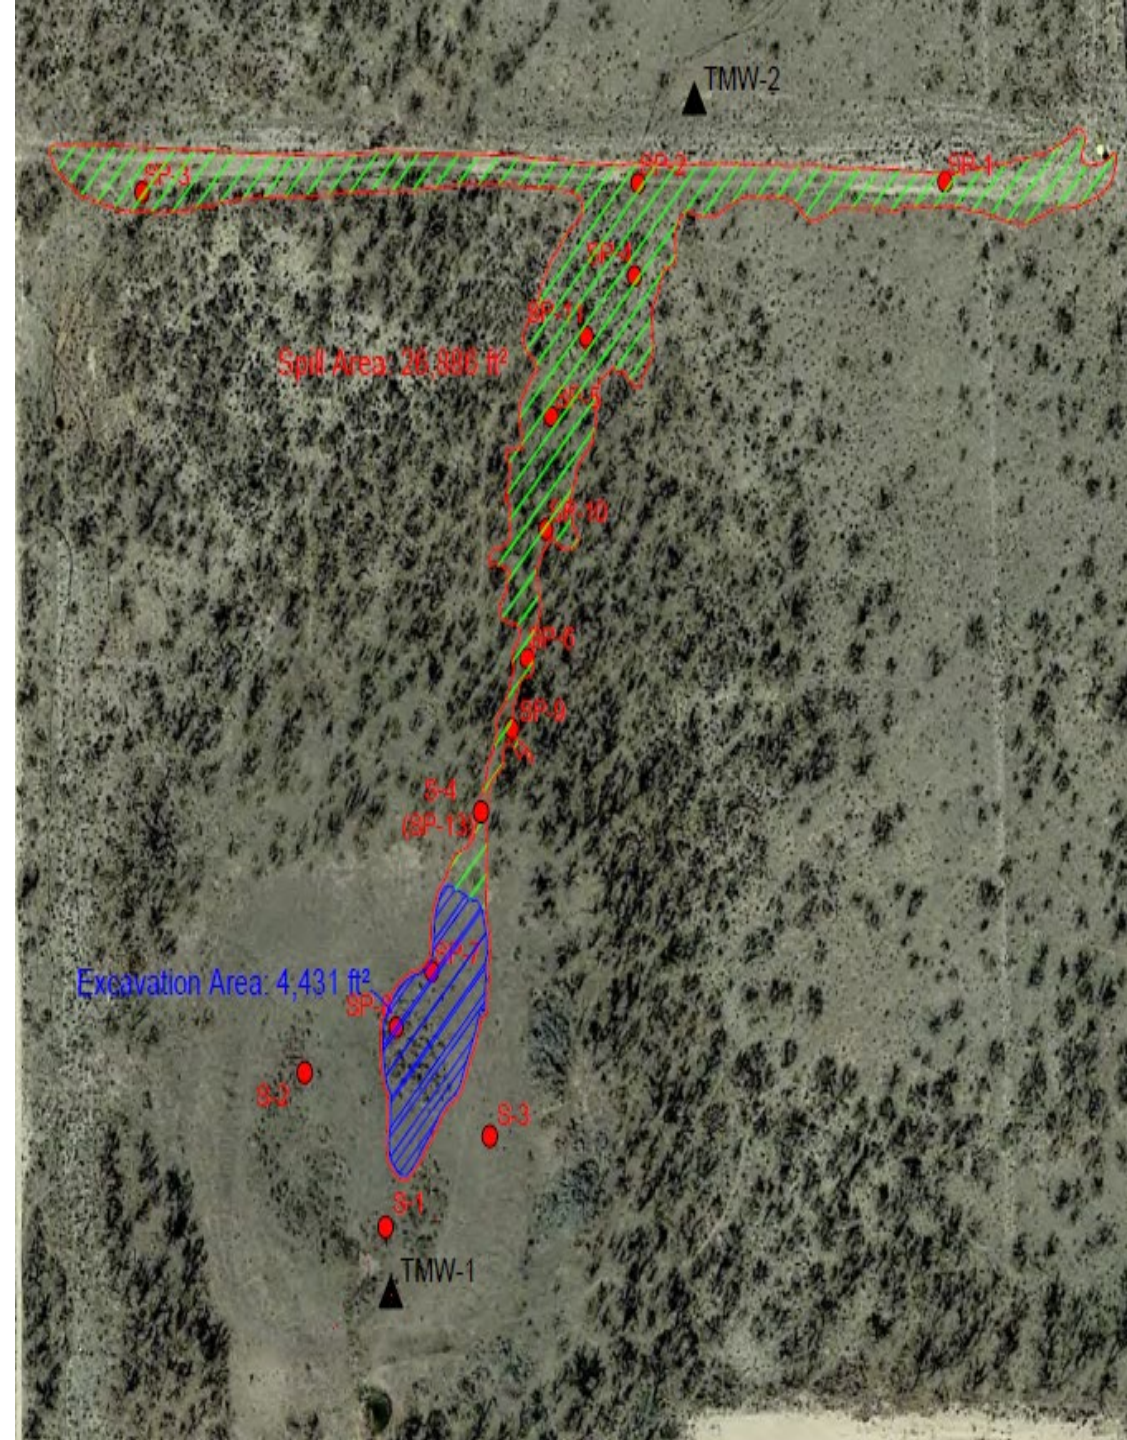 TMW-2
SP-3
SP-2
SP-1
SP-4
SP-11
Spill Area: 26,886 ft²
SP-5
SP-10
SP-6
SP-9
S-4
(SP-13)
SP-7
Excavation Area: 4,431 ft²
S-2
S-3
S-1
TMW-1